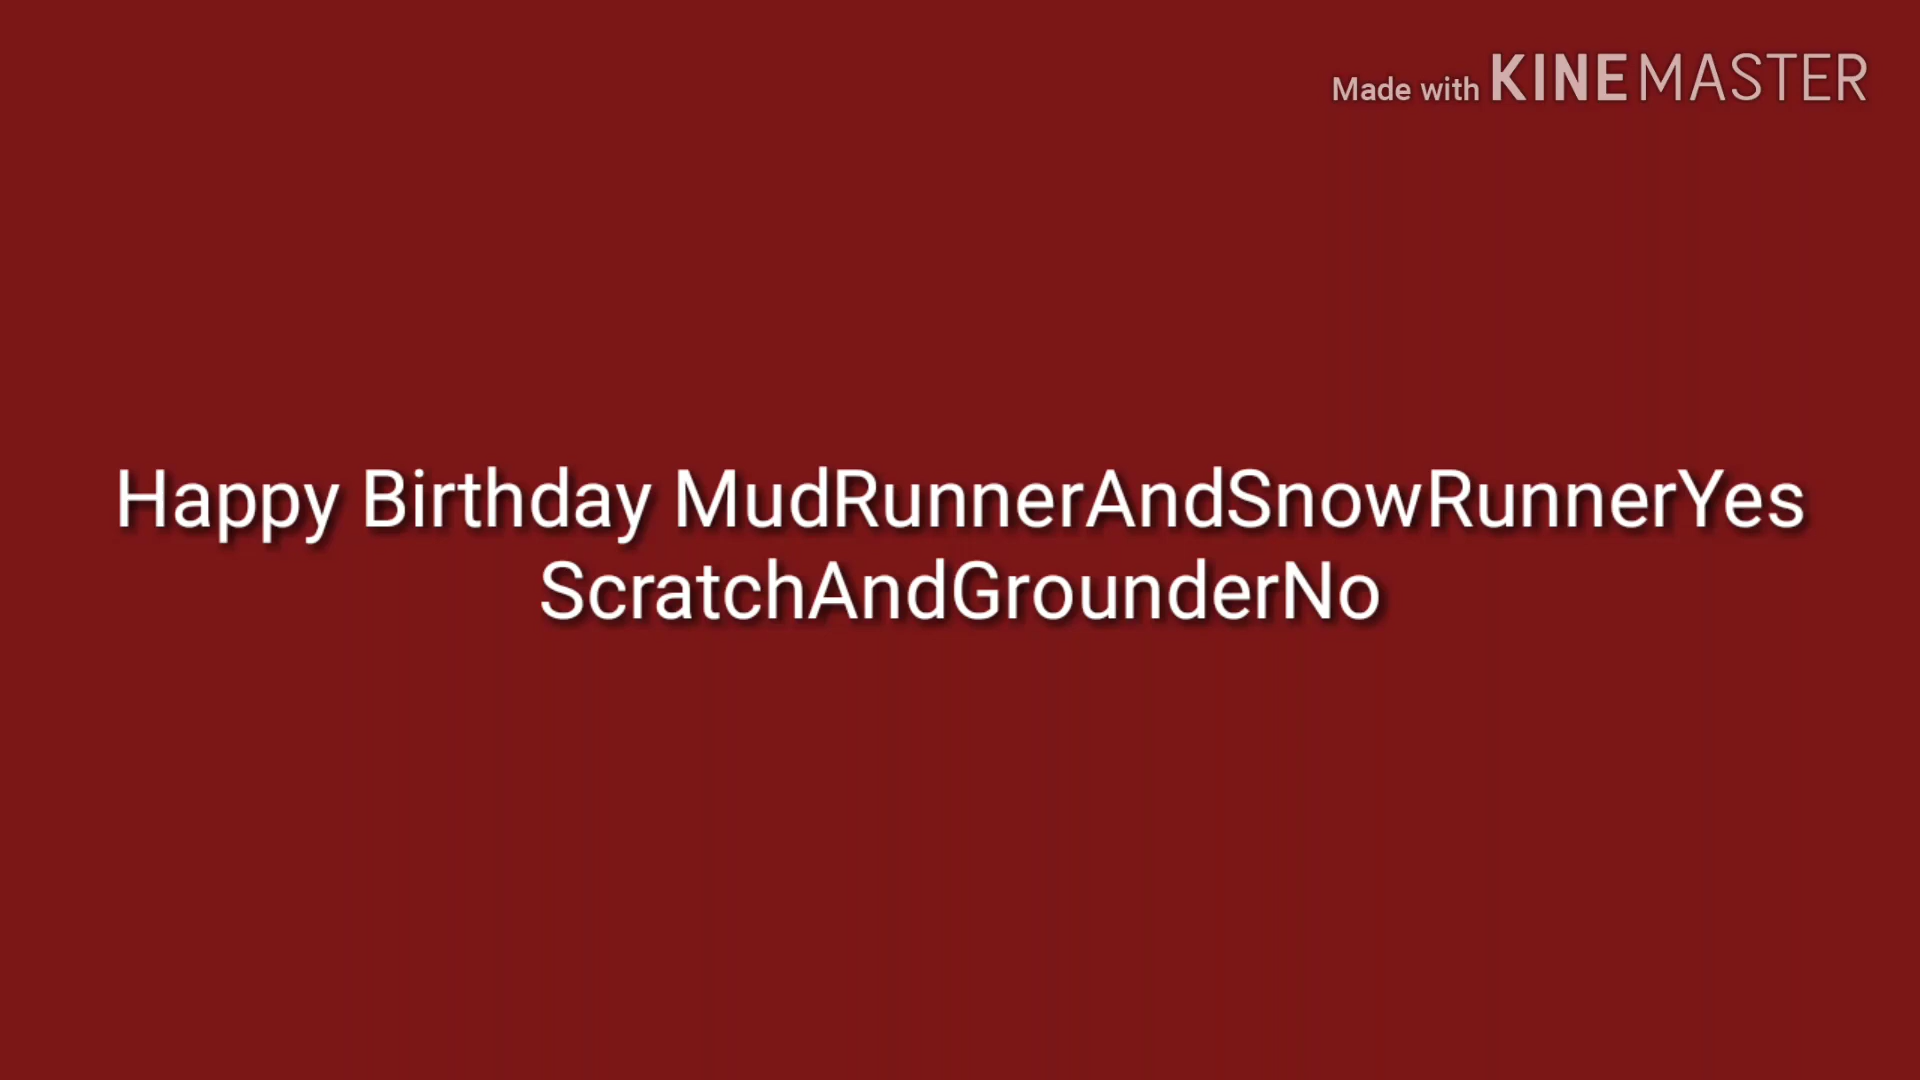 Made with KINEMASTER
Happy Birthday MudRunnerAndSnowRunnerYes
ScratchAndGrounderNo